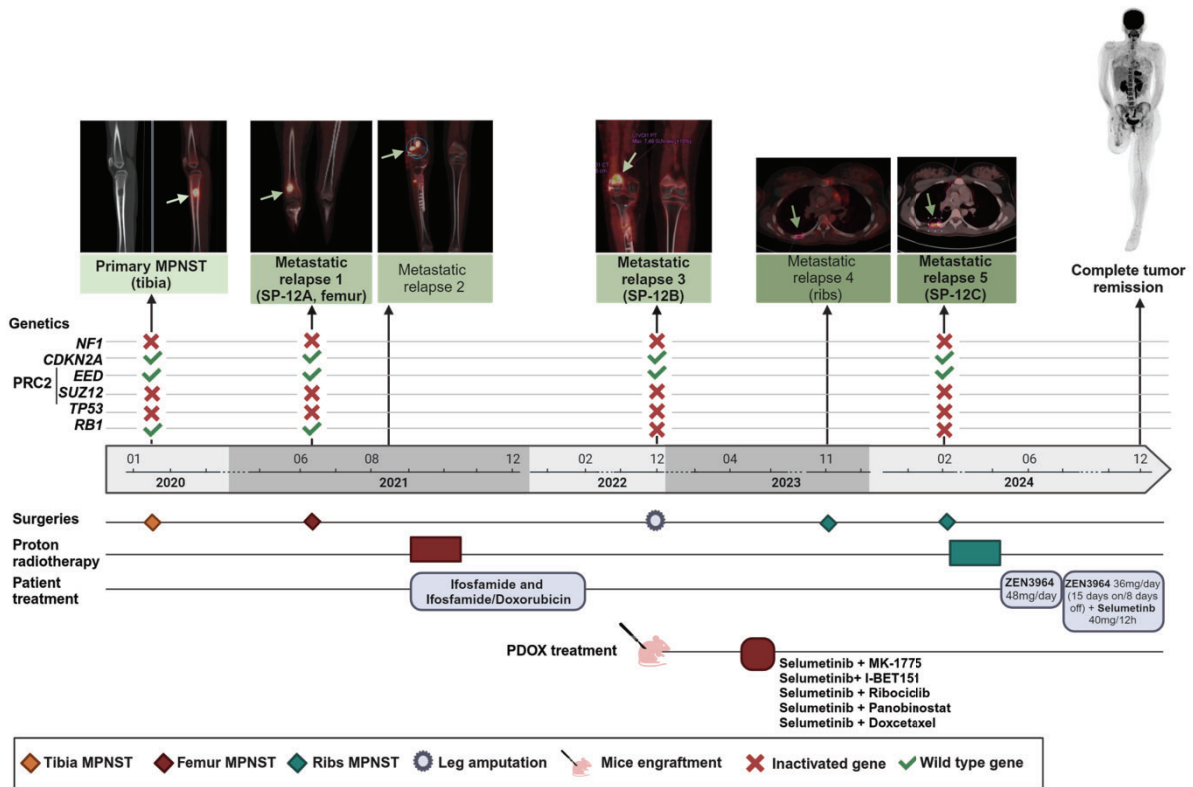 Primary MPNST
(tibia)
Metastatic
relapse 1
(SP-12A, femur)
Metastatic
relapse 2
Metastatic
relapse 3
(SP-12B)
Metastatic
relapse 4
(ribs)
Metastatic
relapse 5
(SP-12C)
Complete tumor
remission
Genetics
NF1
CDKN2A
PRC2
EED
SUZ12
TP53
RB1
01 06 08 12 02 12 04 11 02 06 12
2020 2021 2022 2023 2024
Surgeries
Proton
radiotherapy
Patient
treatment
Ifosfamide and
Ifosfamide/Doxorubicin
ZEN3964
48mg/day
ZEN3964 36mg/day
(15 days on/8 days
off) + Selumetinb
40mg/12h
PDOX treatment
Selumetinib + MK-1775
Selumetinib+ I-BET151
Selumetinib + Ribociclib
Selumetinib + Panobinostat
Selumetinib + Doxcetaxel
Tibia MPNST Femur MPNST Ribs MPNST Leg amputation Mice engraftment Inactivated gene Wild type gene